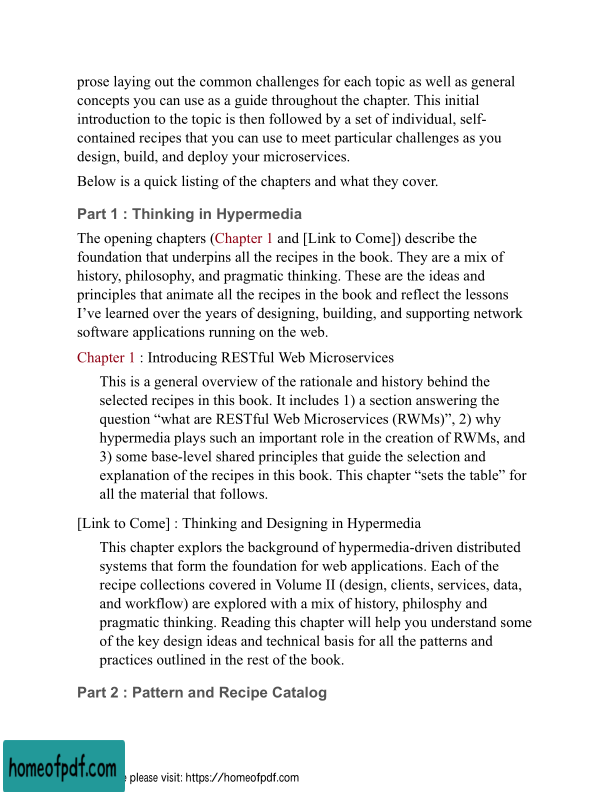 prose laying out the common challenges for each topic as well as general
concepts you can use as a guide throughout the chapter. This initial
introduction to the topic is then followed by a set of individual, self-
contained recipes that you can use to meet particular challenges as you
design, build, and deploy your microservices.
Below is a quick listing of the chapters and what they cover.
Part 1 : Thinking in Hypermedia
The opening chapters (Chapter 1 and [Link to Come]) describe the
foundation that underpins all the recipes in the book. They are a mix of
history, philosophy, and pragmatic thinking. These are the ideas and
principles that animate all the recipes in the book and reflect the lessons
I’ve learned over the years of designing, building, and supporting network
software applications running on the web.
Chapter 1 : Introducing RESTful Web Microservices
This is a general overview of the rationale and history behind the
selected recipes in this book. It includes 1) a section answering the
question “what are RESTful Web Microservices (RWMs)”, 2) why
hypermedia plays such an important role in the creation of RWMs, and
3) some base-level shared principles that guide the selection and
explanation of the recipes in this book. This chapter “sets the table” for
all the material that follows.
[Link to Come] : Thinking and Designing in Hypermedia
This chapter explors the background of hypermedia-driven distributed
systems that form the foundation for web applications. Each of the
recipe collections covered in Volume II (design, clients, services, data,
and workflow) are explored with a mix of history, philosphy and
pragmatic thinking. Reading this chapter will help you understand some
of the key design ideas and technical basis for all the patterns and
practices outlined in the rest of the book.
Part 2 : Pattern and Recipe Catalog
homeofpdf.com
please visit: https://homeofpdf.com